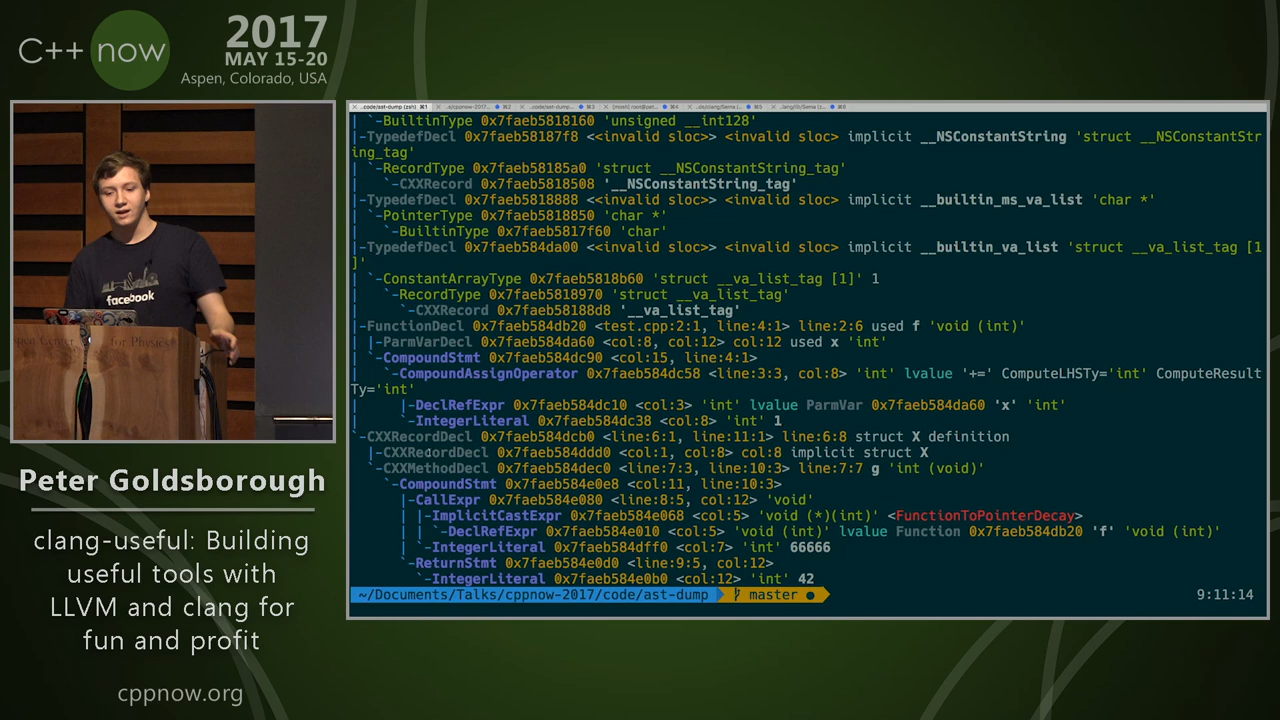 C++ now
2017
MAY 15-20
Aspen, Colorado, USA
facebook
for Physics
Peter Goldsborough
clang-useful: Building
useful tools with
LLVM and clang for
fun and profit
cppnow.org
| `-BuiltinType 0x7faeb5818160 'unsigned __int128'
|-TypedefDecl 0x7faeb58187f8 <<invalid sloc>> <invalid sloc> implicit __NSConstantString 'struct __NSConstantStr
ing_tag'
| `-RecordType 0x7faeb58185a0 'struct __NSConstantString_tag'
|   `-CXXRecord 0x7faeb5818508 '__NSConstantString_tag'
|-TypedefDecl 0x7faeb5818888 <<invalid sloc>> <invalid sloc> implicit __builtin_ms_va_list 'char *'
| `-PointerType 0x7faeb5818850 'char *'
|   `-BuiltinType 0x7faeb5817f60 'char'
|-TypedefDecl 0x7faeb584da00 <<invalid sloc>> <invalid sloc> implicit __builtin_va_list 'struct __va_list_tag [1
]'
| `-ConstantArrayType 0x7faeb5818b60 'struct __va_list_tag [1]' 1
|   `-RecordType 0x7faeb5818970 'struct __va_list_tag'
|     `-CXXRecord 0x7faeb58188d8 '__va_list_tag'
|-FunctionDecl 0x7faeb584db20 <test.cpp:2:1, line:4:1> line:2:6 used f 'void (int)'
| |-ParmVarDecl 0x7faeb584da60 <col:8, col:12> col:12 used x 'int'
| `-CompoundStmt 0x7faeb584dc90 <col:15, line:4:1>
|   `-CompoundAssignOperator 0x7faeb584dc58 <line:3:3, col:8> 'int' lvalue '+=' ComputeLHSTy='int' ComputeResult
Ty='int'
|     |-DeclRefExpr 0x7faeb584dc10 <col:3> 'int' lvalue ParmVar 0x7faeb584da60 'x' 'int'
|     `-IntegerLiteral 0x7faeb584dc38 <col:8> 'int' 1
`-CXXRecordDecl 0x7faeb584dcb0 <line:6:1, line:11:1> line:6:8 struct X definition
  |-CXXRecordDecl 0x7faeb584ddd0 <col:1, col:8> col:8 implicit struct X
  `-CXXMethodDecl 0x7faeb584dec0 <line:7:3, line:10:3> line:7:7 g 'int (void)'
    `-CompoundStmt 0x7faeb584e0e8 <col:11, line:10:3>
      |-CallExpr 0x7faeb584e080 <line:8:5, col:12> 'void'
      | |-ImplicitCastExpr 0x7faeb584e068 <col:5> 'void (*)(int)' <FunctionToPointerDecay>
      | | `-DeclRefExpr 0x7faeb584e010 <col:5> 'void (int)' lvalue Function 0x7faeb584db20 'f' 'void (int)'
      | `-IntegerLiteral 0x7faeb584dff0 <col:7> 'int' 66666
      `-ReturnStmt 0x7faeb584e0d0 <line:9:5, col:12>
        `-IntegerLiteral 0x7faeb584e0b0 <col:12> 'int' 42
~/Documents/Talks/cppnow-2017/code/ast-dump master ● 9:11:14